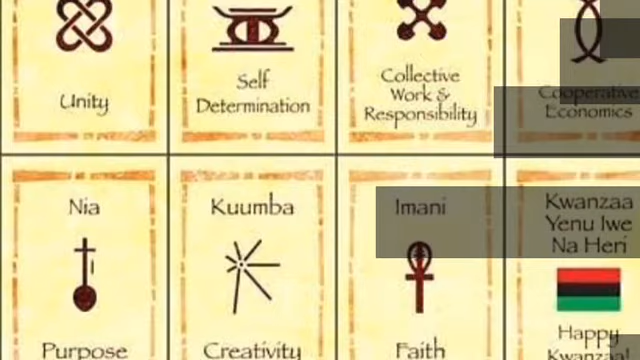 Unity
Self
Determination
Collective
Work &
Responsibility
Cooperative
Economics
Nia
Purpose
Kuumba
Creativity
Imani
Faith
Kwanzaa
Yenu Iwe
Na Heri
Happy
Kwanzaa!